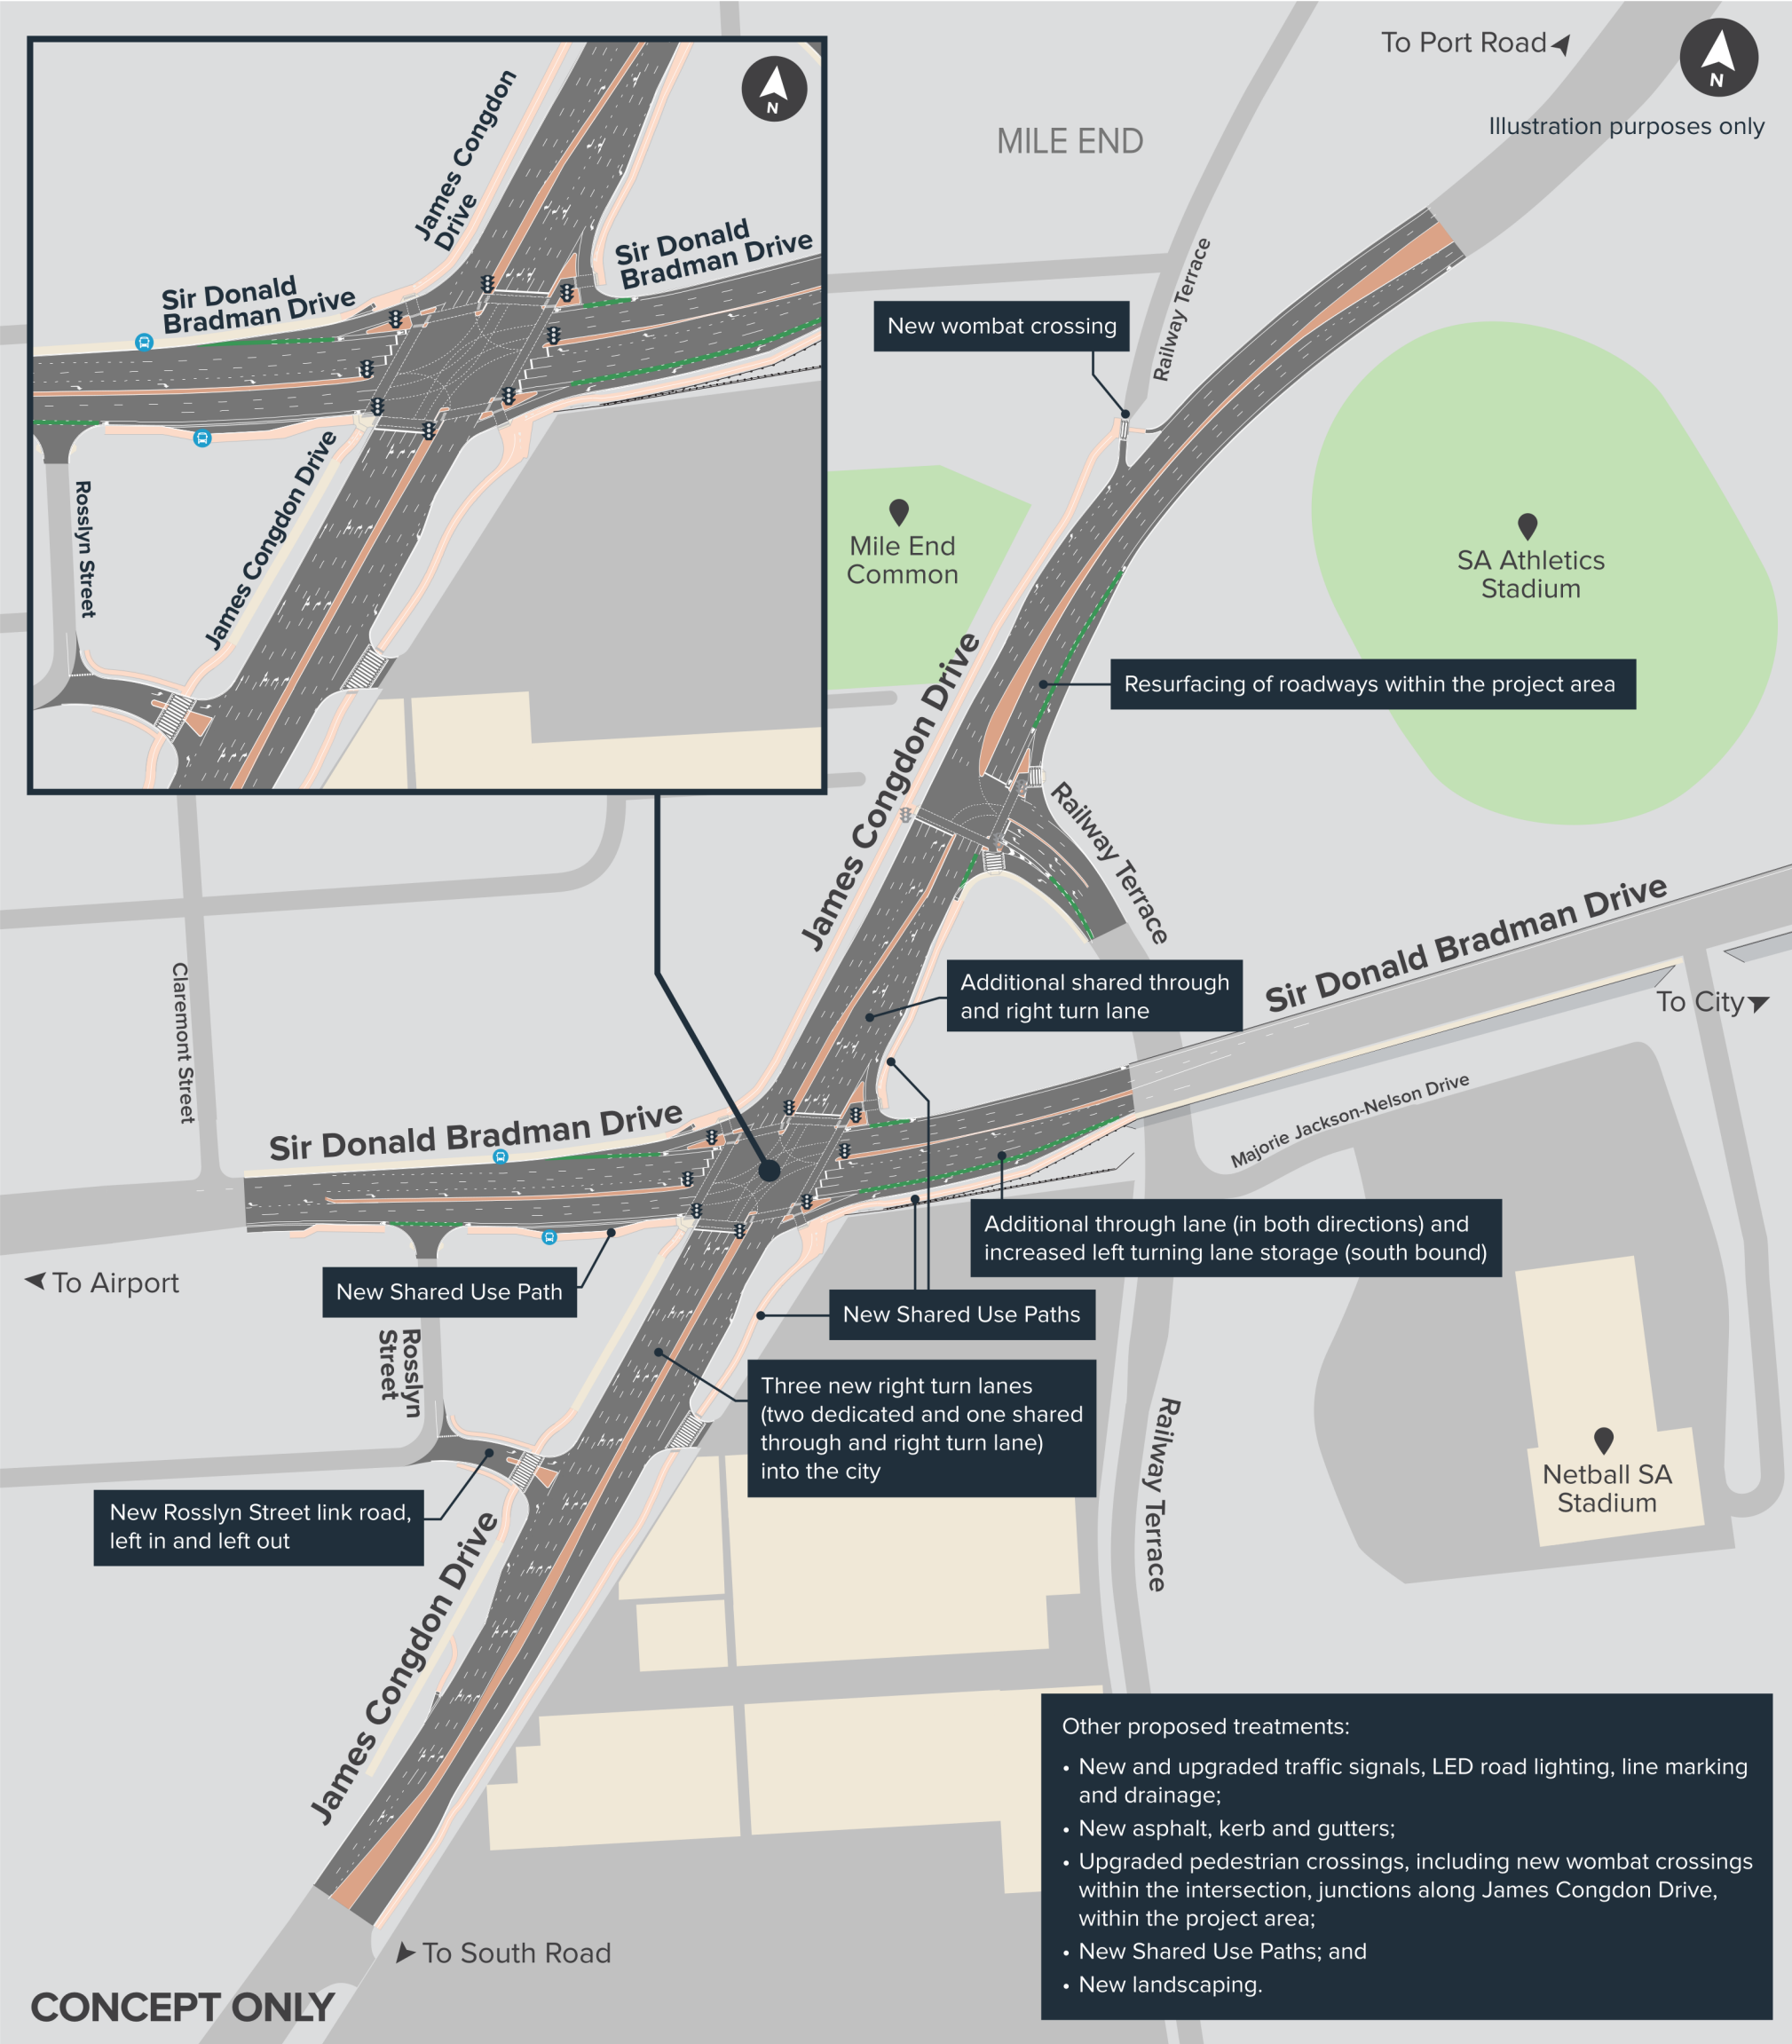 To Port Road
N
Illustration purposes only
MILE END
N
James Congdon
Drive
Sir Donald
Bradman Drive
Sir Donald
Bradman Drive
James Congdon Drive
Rosslyn Street
Railway Terrace
New wombat crossing
Mile End
Common
SA Athletics
Stadium
Resurfacing of roadways within the project area
James Congdon Drive
Railway Terrace
Sir Donald Bradman Drive
To City
Additional shared through
and right turn lane
Claremont Street
Majorie Jackson-Nelson Drive
Sir Donald Bradman Drive
Additional through lane (in both directions) and
increased left turning lane storage (south bound)
To Airport
New Shared Use Path
New Shared Use Paths
Rosslyn
Street
Three new right turn lanes
(two dedicated and one shared
through and right turn lane)
into the city
Railway Terrace
Netball SA
Stadium
New Rosslyn Street link road,
left in and left out
James Congdon Drive
Other proposed treatments:
• New and upgraded traffic signals, LED road lighting, line marking
and drainage;
• New asphalt, kerb and gutters;
• Upgraded pedestrian crossings, including new wombat crossings
within the intersection, junctions along James Congdon Drive,
within the project area;
• New Shared Use Paths; and
• New landscaping.
To South Road
CONCEPT ONLY